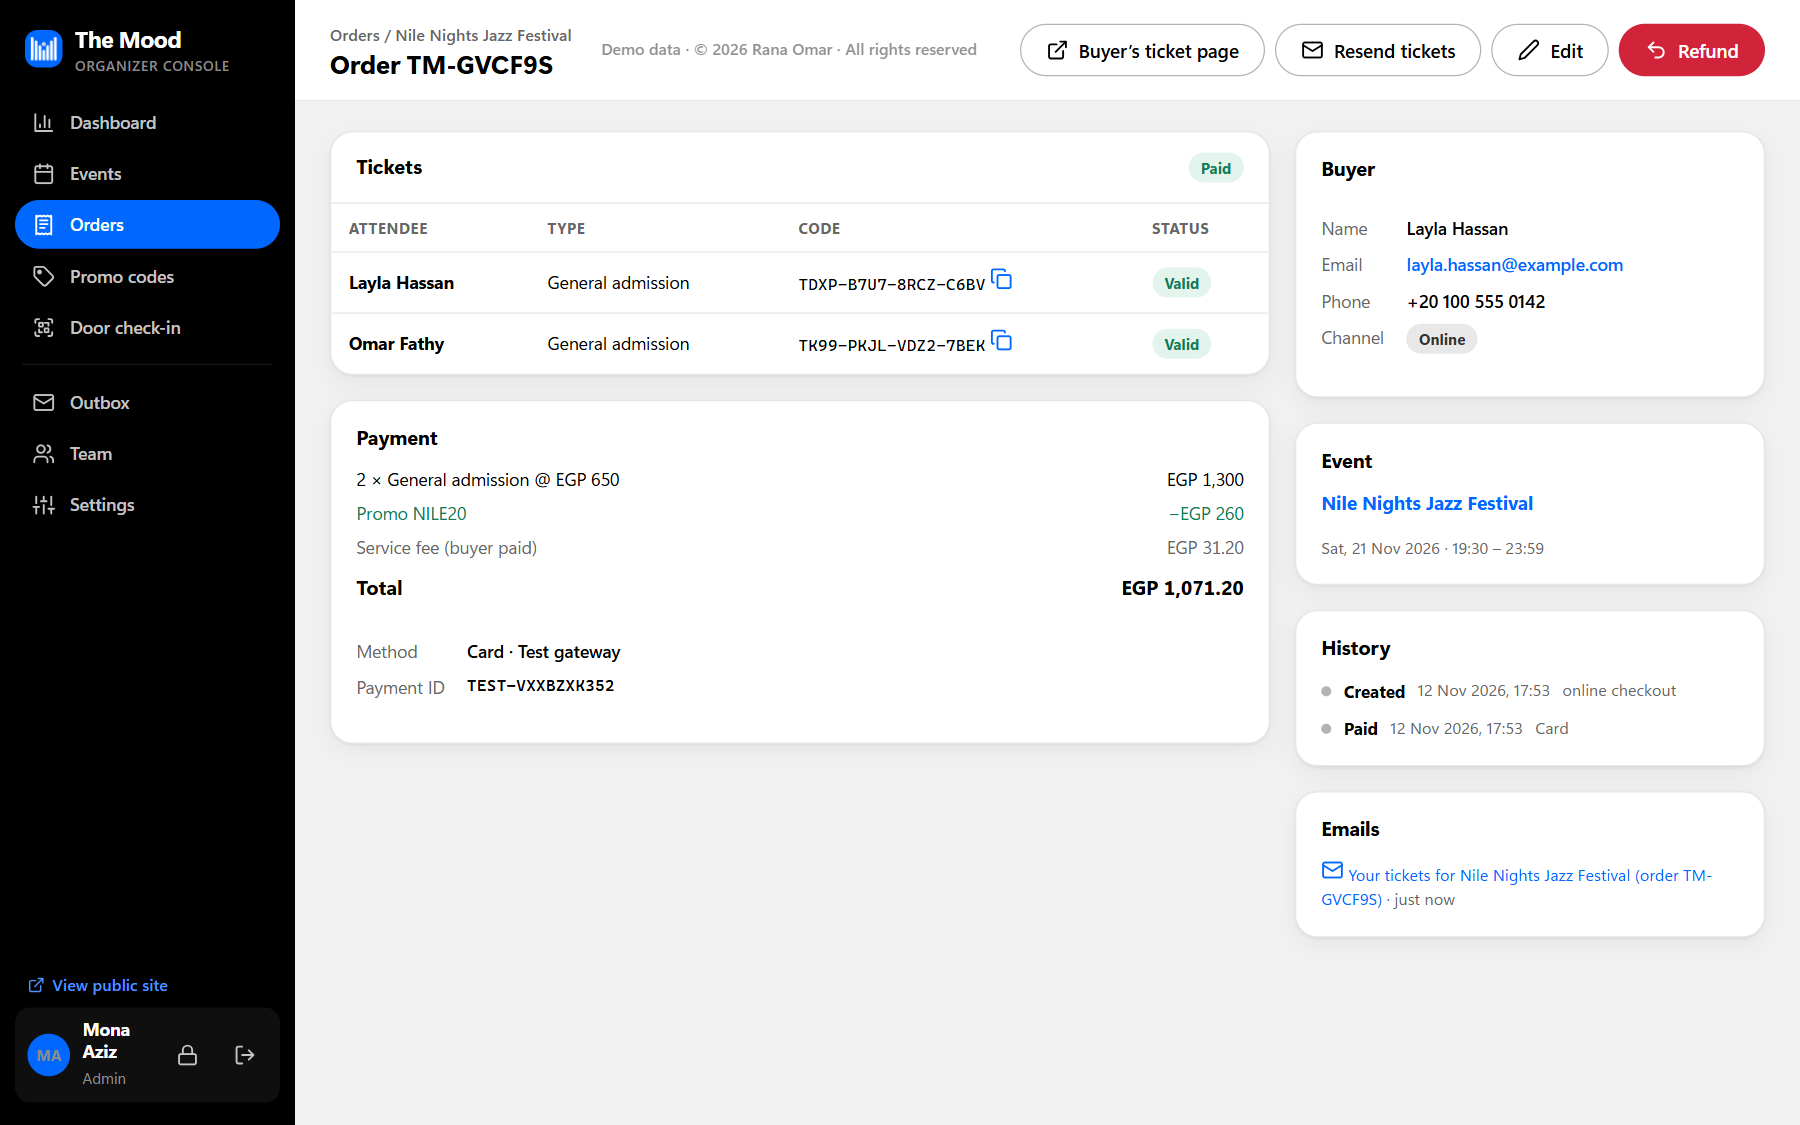 The Mood
ORGANIZER CONSOLE
Dashboard
Events
Orders
Promo codes
Door check-in
Outbox
Team
Settings
View public site
MA
Mona Aziz
Admin
Orders / Nile Nights Jazz Festival
Order TM-GVCF9S
Demo data · © 2026 Rana Omar · All rights reserved
Buyer’s ticket page
Resend tickets
Edit
Refund
Tickets
Paid
ATTENDEE TYPE CODE STATUS
Layla Hassan General admission TDXP-B7U7-8RCZ-C6BV Valid
Omar Fathy General admission TK99-PKJL-VDZ2-7BEK Valid
Payment
2 × General admission @ EGP 650 EGP 1,300
Promo NILE20 −EGP 260
Service fee (buyer paid) EGP 31.20
Total EGP 1,071.20
Method Card · Test gateway
Payment ID TEST-VXXBZXK352
Buyer
Name Layla Hassan
Email layla.hassan@example.com
Phone +20 100 555 0142
Channel Online
Event
Nile Nights Jazz Festival
Sat, 21 Nov 2026 · 19:30 – 23:59
History
Created 12 Nov 2026, 17:53 online checkout
Paid 12 Nov 2026, 17:53 Card
Emails
Your tickets for Nile Nights Jazz Festival (order TM-
GVCF9S) · just now